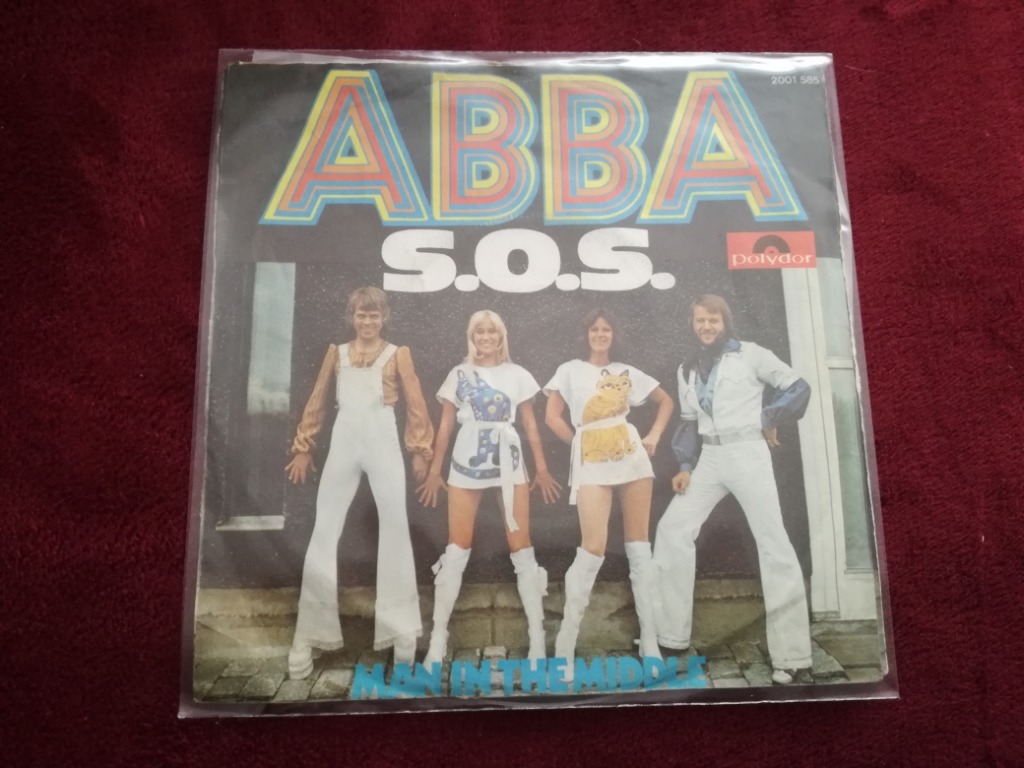 2001 585
ABBA
S.O.S.
polydor
MAN IN THE MIDDLE